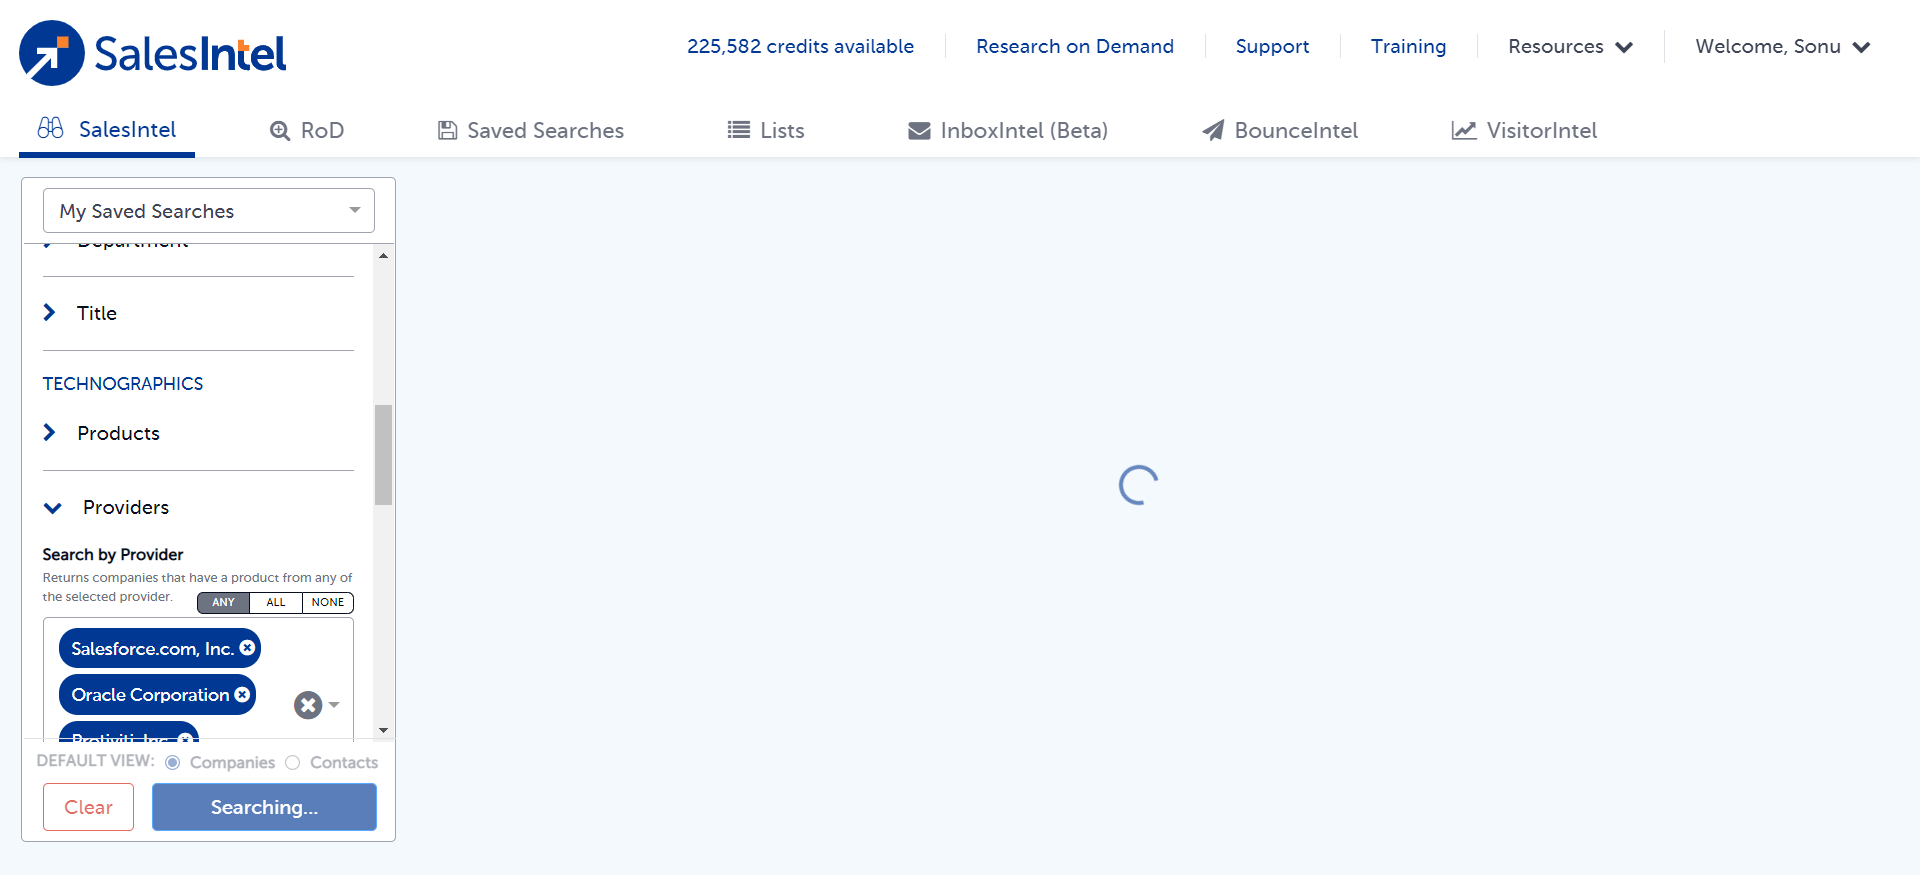 SalesIntel
225,582 credits available
Research on Demand
Support
Training
Resources
Welcome, Sonu
SalesIntel
RoD
Saved Searches
Lists
InboxIntel (Beta)
BounceIntel
VisitorIntel
My Saved Searches
Department
Title
TECHNOGRAPHICS
Products
Providers
Search by Provider
Returns companies that have a product from any of
the selected provider.
ANY
ALL
NONE
Salesforce.com, Inc.
Oracle Corporation
Protiviti, Inc.
DEFAULT VIEW:
Companies
Contacts
Clear
Searching...